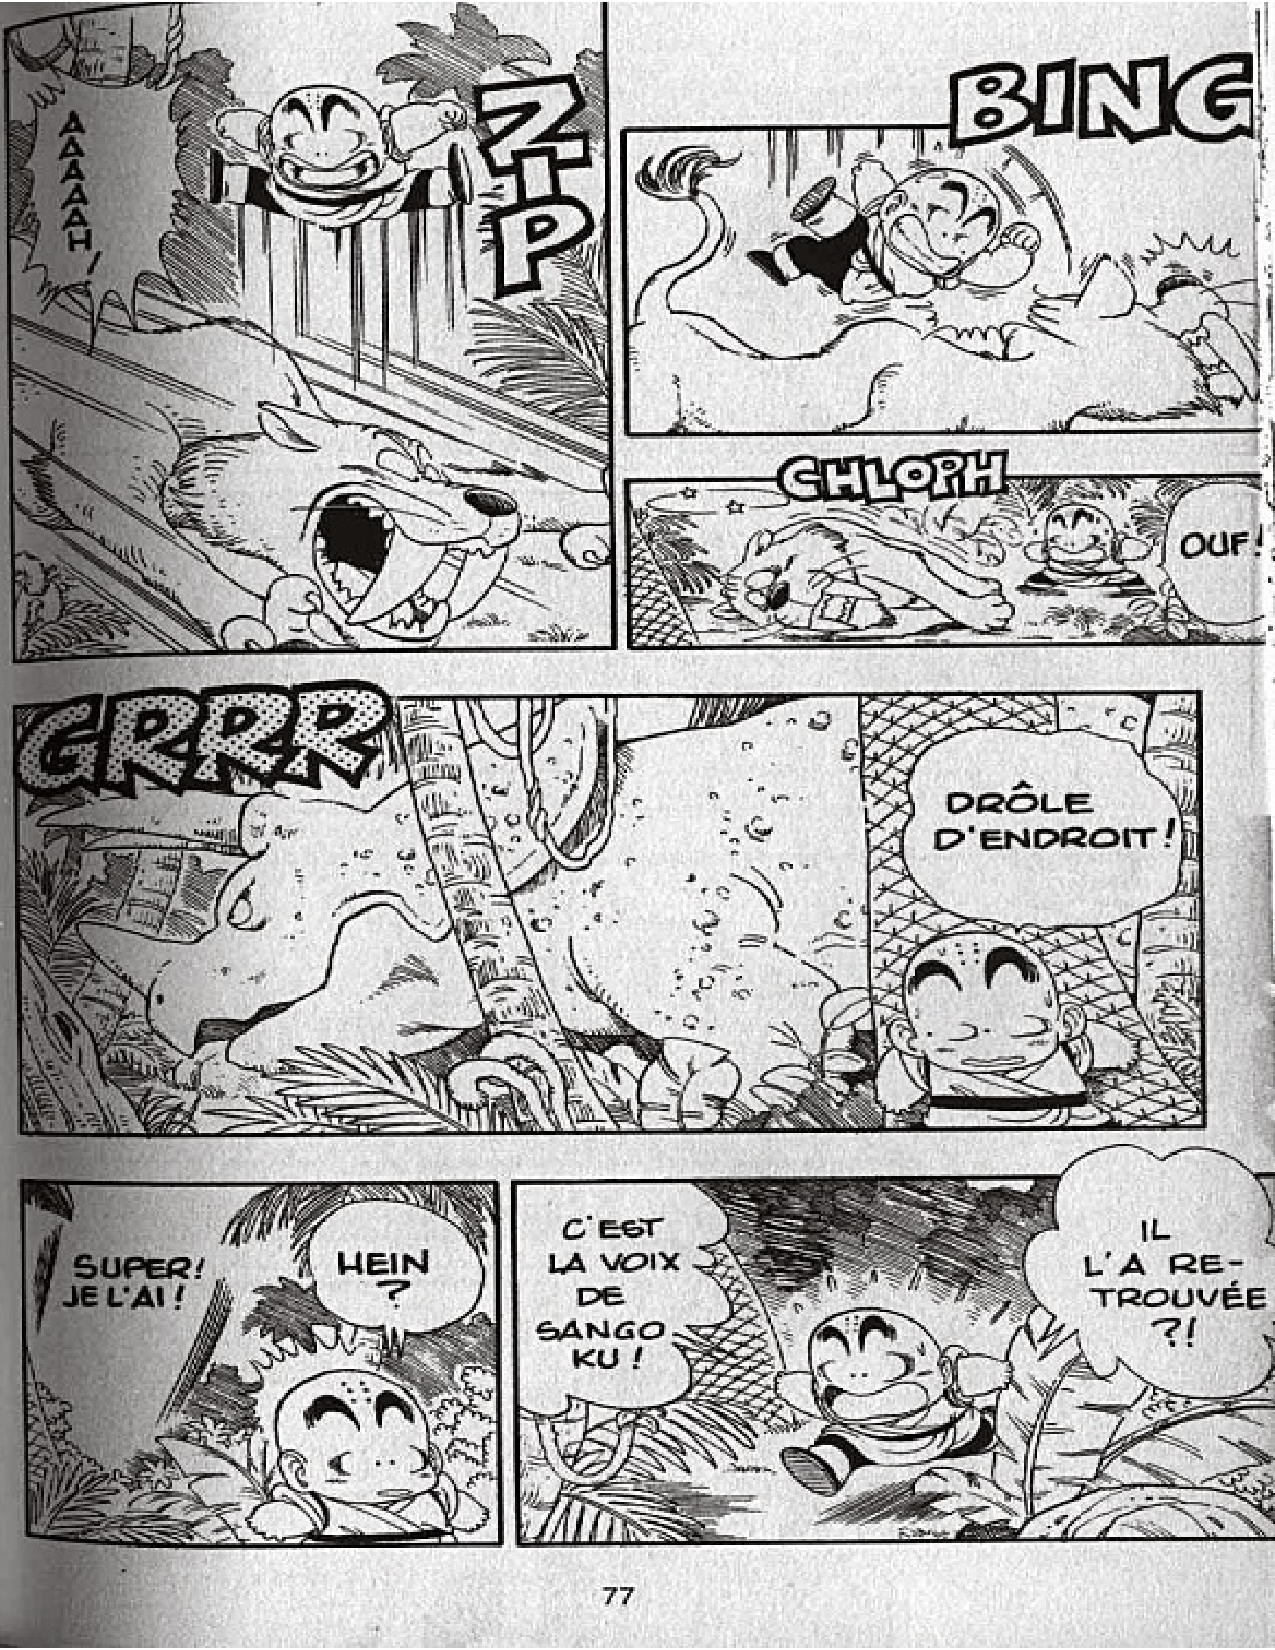 AAAAAH!
ZIP
BING
CHLOPH
OUF!
GRRR
DRÔLE
D'ENDROIT!
SUPER!
JE L'AI!
HEIN
?
C'EST
LA VOIX
DE
SANGO
KU!
IL
L'A RE-
TROUVÉE
?!
77